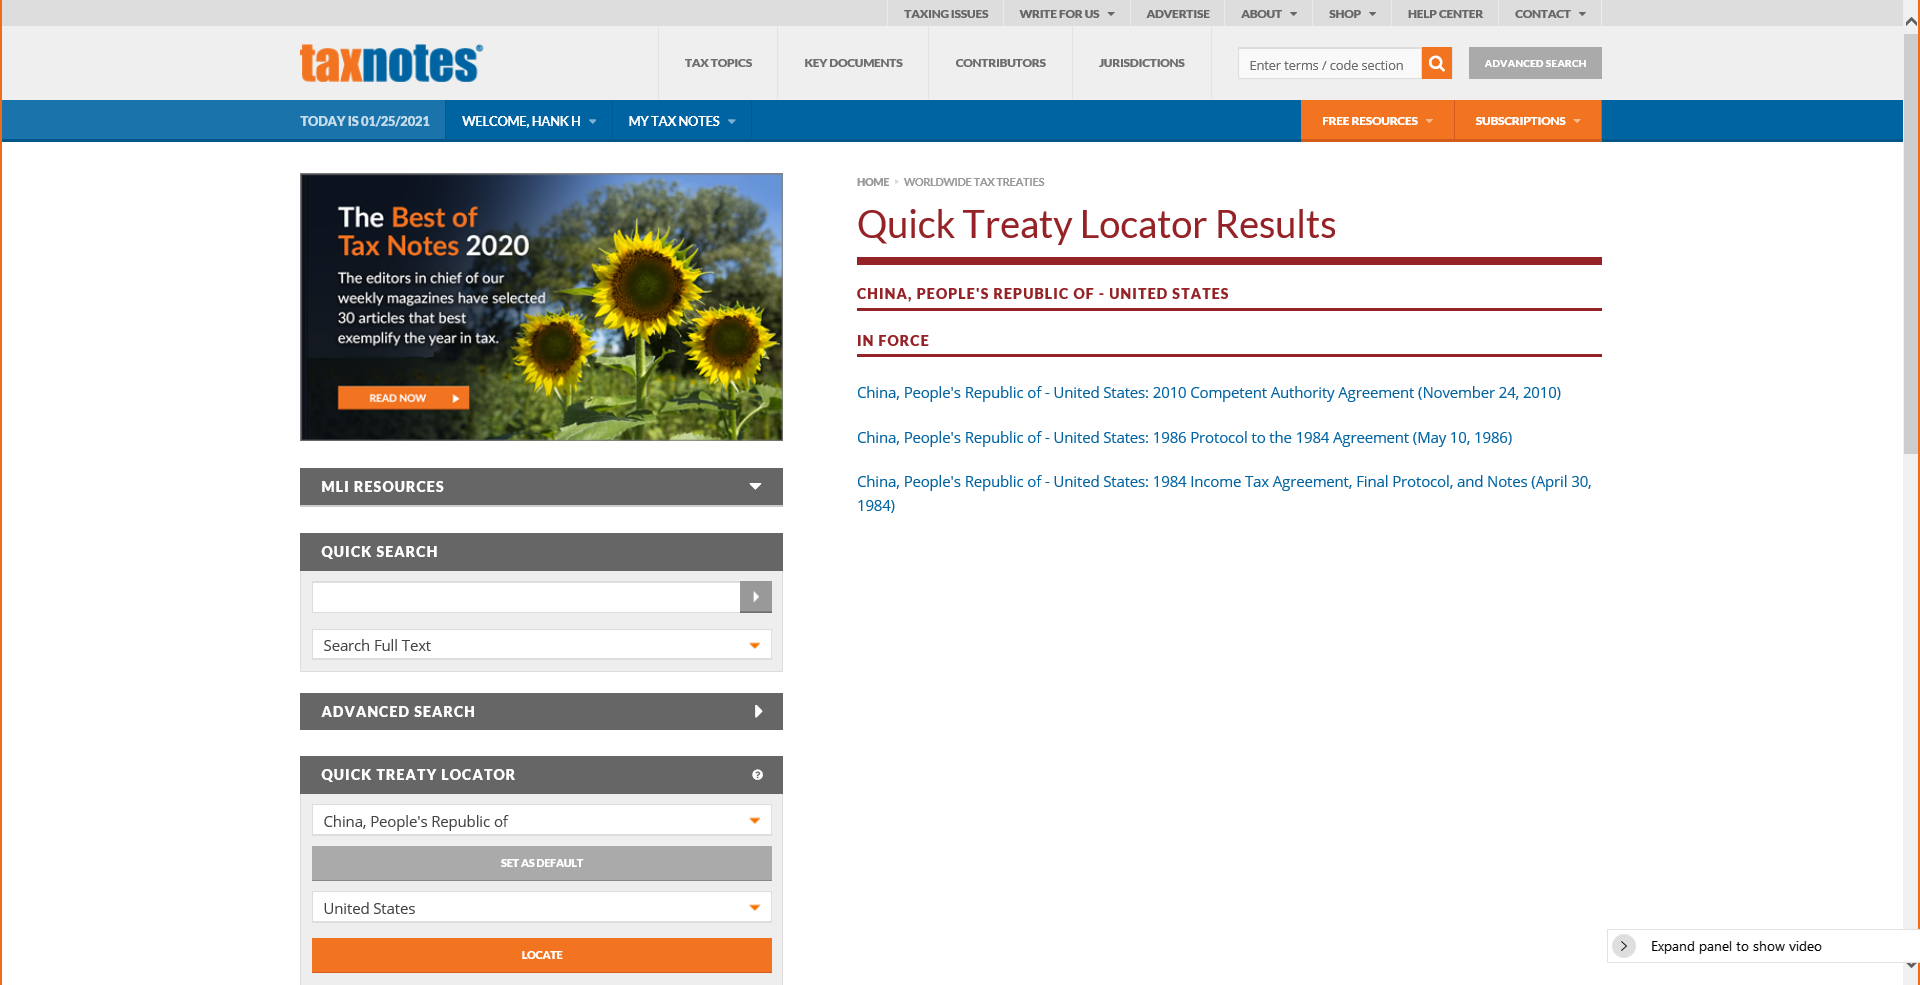 TAXING ISSUES WRITE FOR US ADVERTISE ABOUT SHOP HELP CENTER CONTACT
taxnotes®
TAX TOPICS KEY DOCUMENTS CONTRIBUTORS JURISDICTIONS Enter terms / code section ADVANCED SEARCH
TODAY IS 01/25/2021 WELCOME, HANK H MY TAX NOTES FREE RESOURCES SUBSCRIPTIONS
The Best of
Tax Notes 2020
The editors in chief of our
weekly magazines have selected
30 articles that best
exemplify the year in tax.
READ NOW
MLI RESOURCES
QUICK SEARCH
Search Full Text
ADVANCED SEARCH
QUICK TREATY LOCATOR
China, People's Republic of
SET AS DEFAULT
United States
LOCATE
HOME WORLDWIDE TAX TREATIES
Quick Treaty Locator Results
CHINA, PEOPLE'S REPUBLIC OF - UNITED STATES
IN FORCE
China, People's Republic of - United States: 2010 Competent Authority Agreement (November 24, 2010)
China, People's Republic of - United States: 1986 Protocol to the 1984 Agreement (May 10, 1986)
China, People's Republic of - United States: 1984 Income Tax Agreement, Final Protocol, and Notes (April 30,
1984)
Expand panel to show video